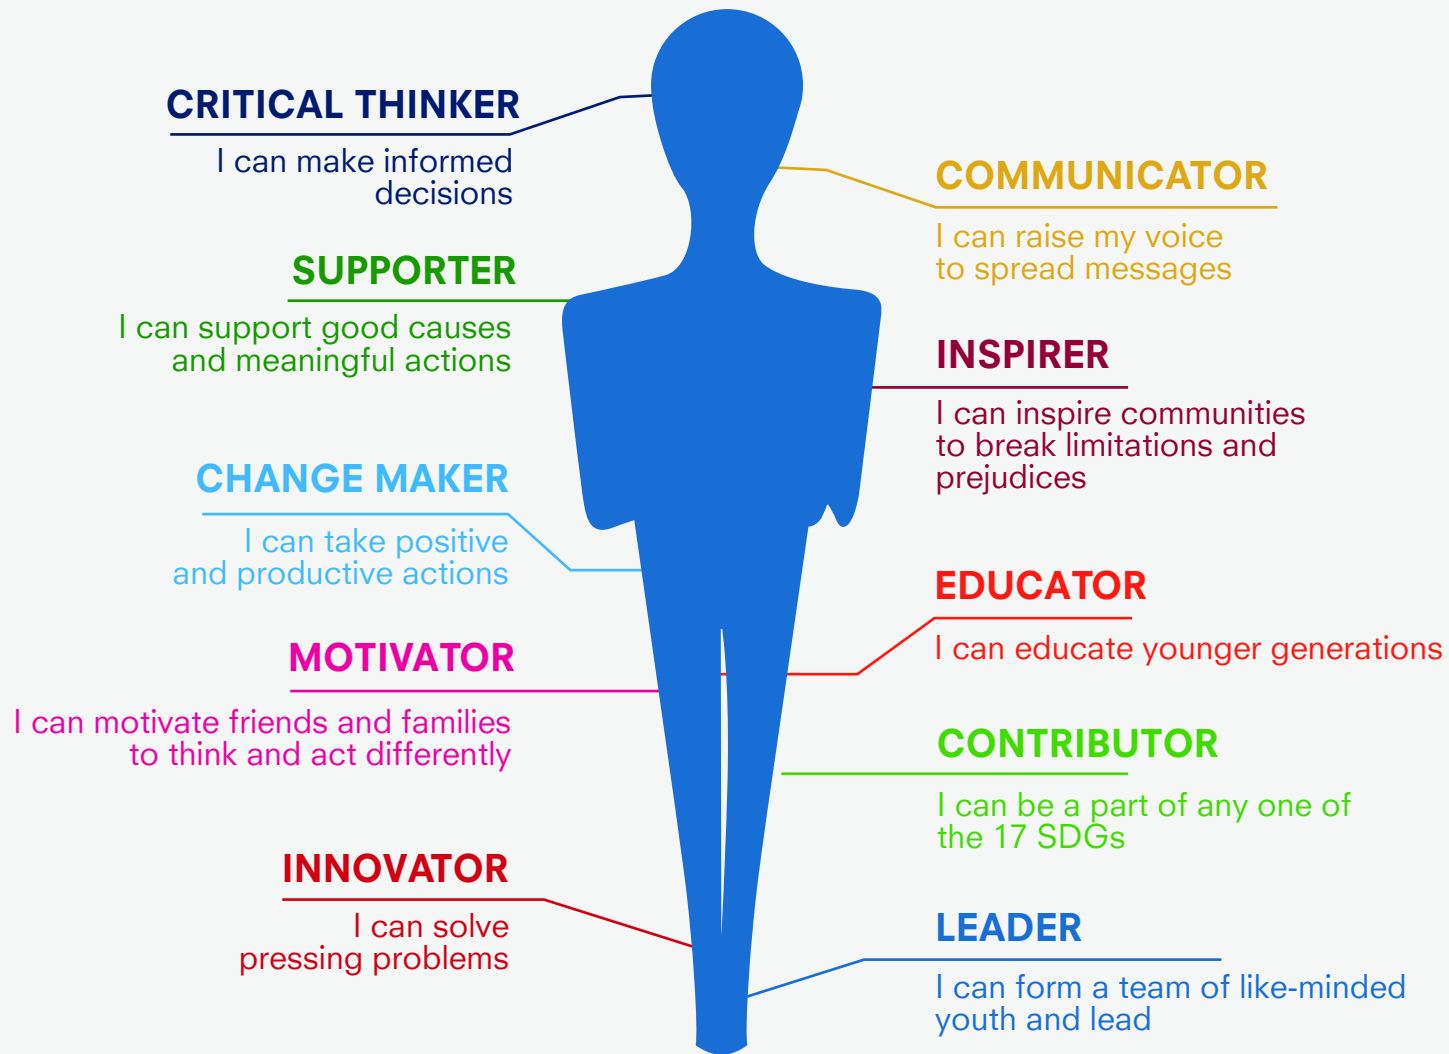 CRITICAL THINKER
I can make informed
decisions
SUPPORTER
I can support good causes
and meaningful actions
CHANGE MAKER
I can take positive
and productive actions
MOTIVATOR
I can motivate friends and families
to think and act differently
INNOVATOR
I can solve
pressing problems
COMMUNICATOR
I can raise my voice
to spread messages
INSPIRER
I can inspire communities
to break limitations and
prejudices
EDUCATOR
I can educate younger generations
CONTRIBUTOR
I can be a part of any one of
the 17 SDGs
LEADER
I can form a team of like-minded
youth and lead